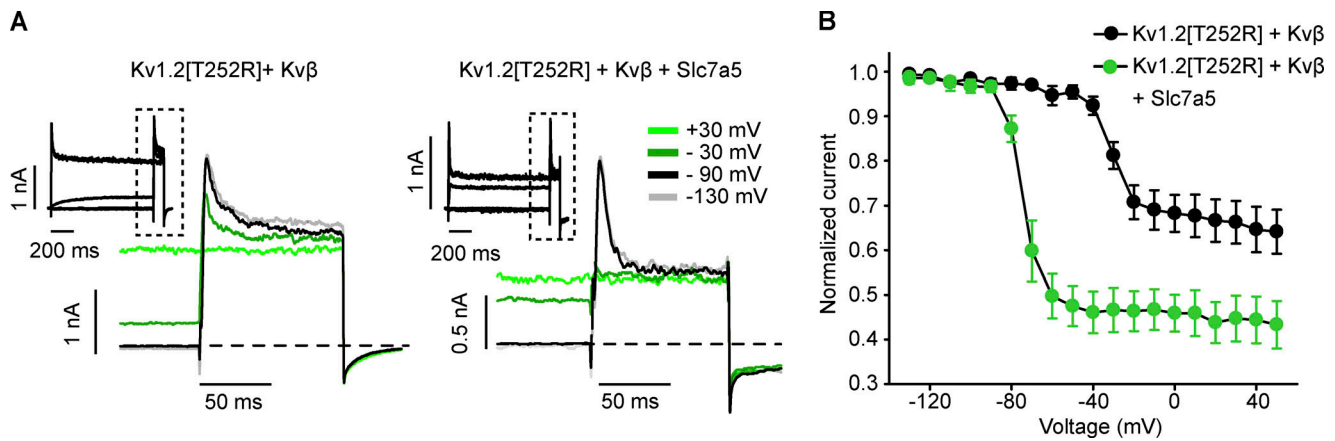 A
Kv1.2[T252R]+ Kvβ
1 nA
200 ms
1 nA
50 ms
Kv1.2[T252R] + Kvβ + Slc7a5
1 nA
200 ms
0.5 nA
50 ms
+30 mV
- 30 mV
- 90 mV
-130 mV
B
Kv1.2[T252R] + Kvβ
Kv1.2[T252R] + Kvβ
+ Slc7a5
Normalized current
1.0
0.9
0.8
0.7
0.6
0.5
0.4
0.3
-120 -80 -40 0 40
Voltage (mV)